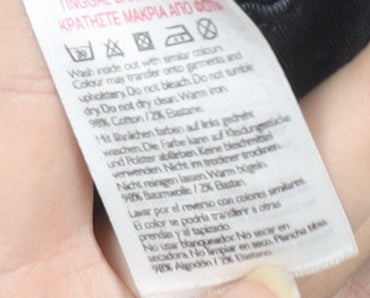 ΚΡΑΤΗΣΤΕ ΜΑΚΡΙΑ ΑΠΟ ΦΩΤΙΑ
Wash inside out with similar colours.
Colour may transfer onto garments and
upholstery. Do not bleach. Do not tumble
dry. Do not dry clean. Warm iron.
98% Cotton / 2% Elastane.
Mit ähnlichen farben auf links gedreht
waschen. Die Farbe kann auf Kleidungsstücke
und Polster abfärben. Keine bleichmittel
verwenden. Nicht im trockner trocknen.
Nicht reinigen lassen. Warm bügeln.
98% Baumwolle / 2% Elastan.
Lavar por el reverso con colores similares.
El color se podría transferir a otras
prendas y al tapizado.
No usar blanqueador. No secar en
secadora. No limpiar en seco. Plancha tibia.
98% Algodón / 2% Elastano.